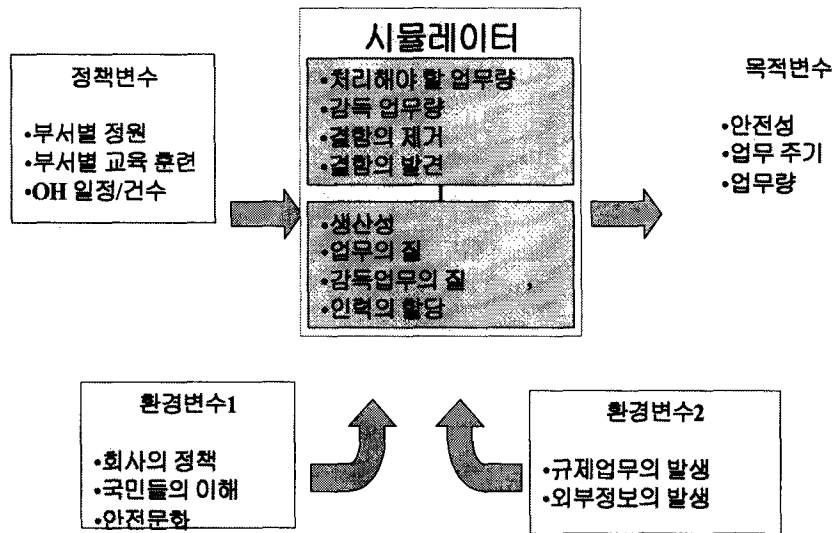 시뮬레이터
정책변수
•부서별 정원
•부서별 교육 훈련
•OH 일정/건수
•처리해야 할 업무량
•감독 업무량
•결함의 제거
•결함의 발견
•생산성
•업무의 질
•감독업무의 질
•인력의 할당
목적변수
•안전성
•업무 주기
•업무량
환경변수1
•회사의 정책
•국민들의 이해
•안전문화
환경변수2
•규제업무의 발생
•외부정보의 발생